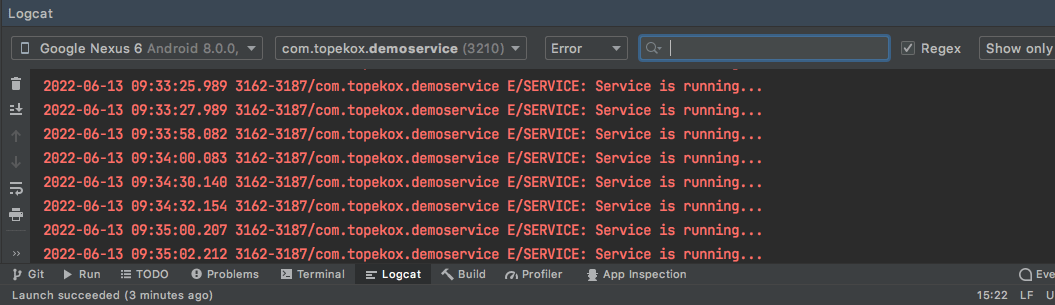 Logcat
Google Nexus 6 Android 8.0.0, com.topekox.demoservice (3210) Error Regex Show only
2022-06-13 09:33:25.989 3162-3187/com.topekox.demoservice E/SERVICE: Service is running...
2022-06-13 09:33:27.989 3162-3187/com.topekox.demoservice E/SERVICE: Service is running...
2022-06-13 09:33:58.082 3162-3187/com.topekox.demoservice E/SERVICE: Service is running...
2022-06-13 09:34:00.083 3162-3187/com.topekox.demoservice E/SERVICE: Service is running...
2022-06-13 09:34:30.140 3162-3187/com.topekox.demoservice E/SERVICE: Service is running...
2022-06-13 09:34:32.154 3162-3187/com.topekox.demoservice E/SERVICE: Service is running...
2022-06-13 09:35:00.207 3162-3187/com.topekox.demoservice E/SERVICE: Service is running...
2022-06-13 09:35:02.212 3162-3187/com.topekox.demoservice E/SERVICE: Service is running...
Git Run TODO Problems Terminal Logcat Build Profiler App Inspection Eve
Launch succeeded (3 minutes ago) 15:22 LF U